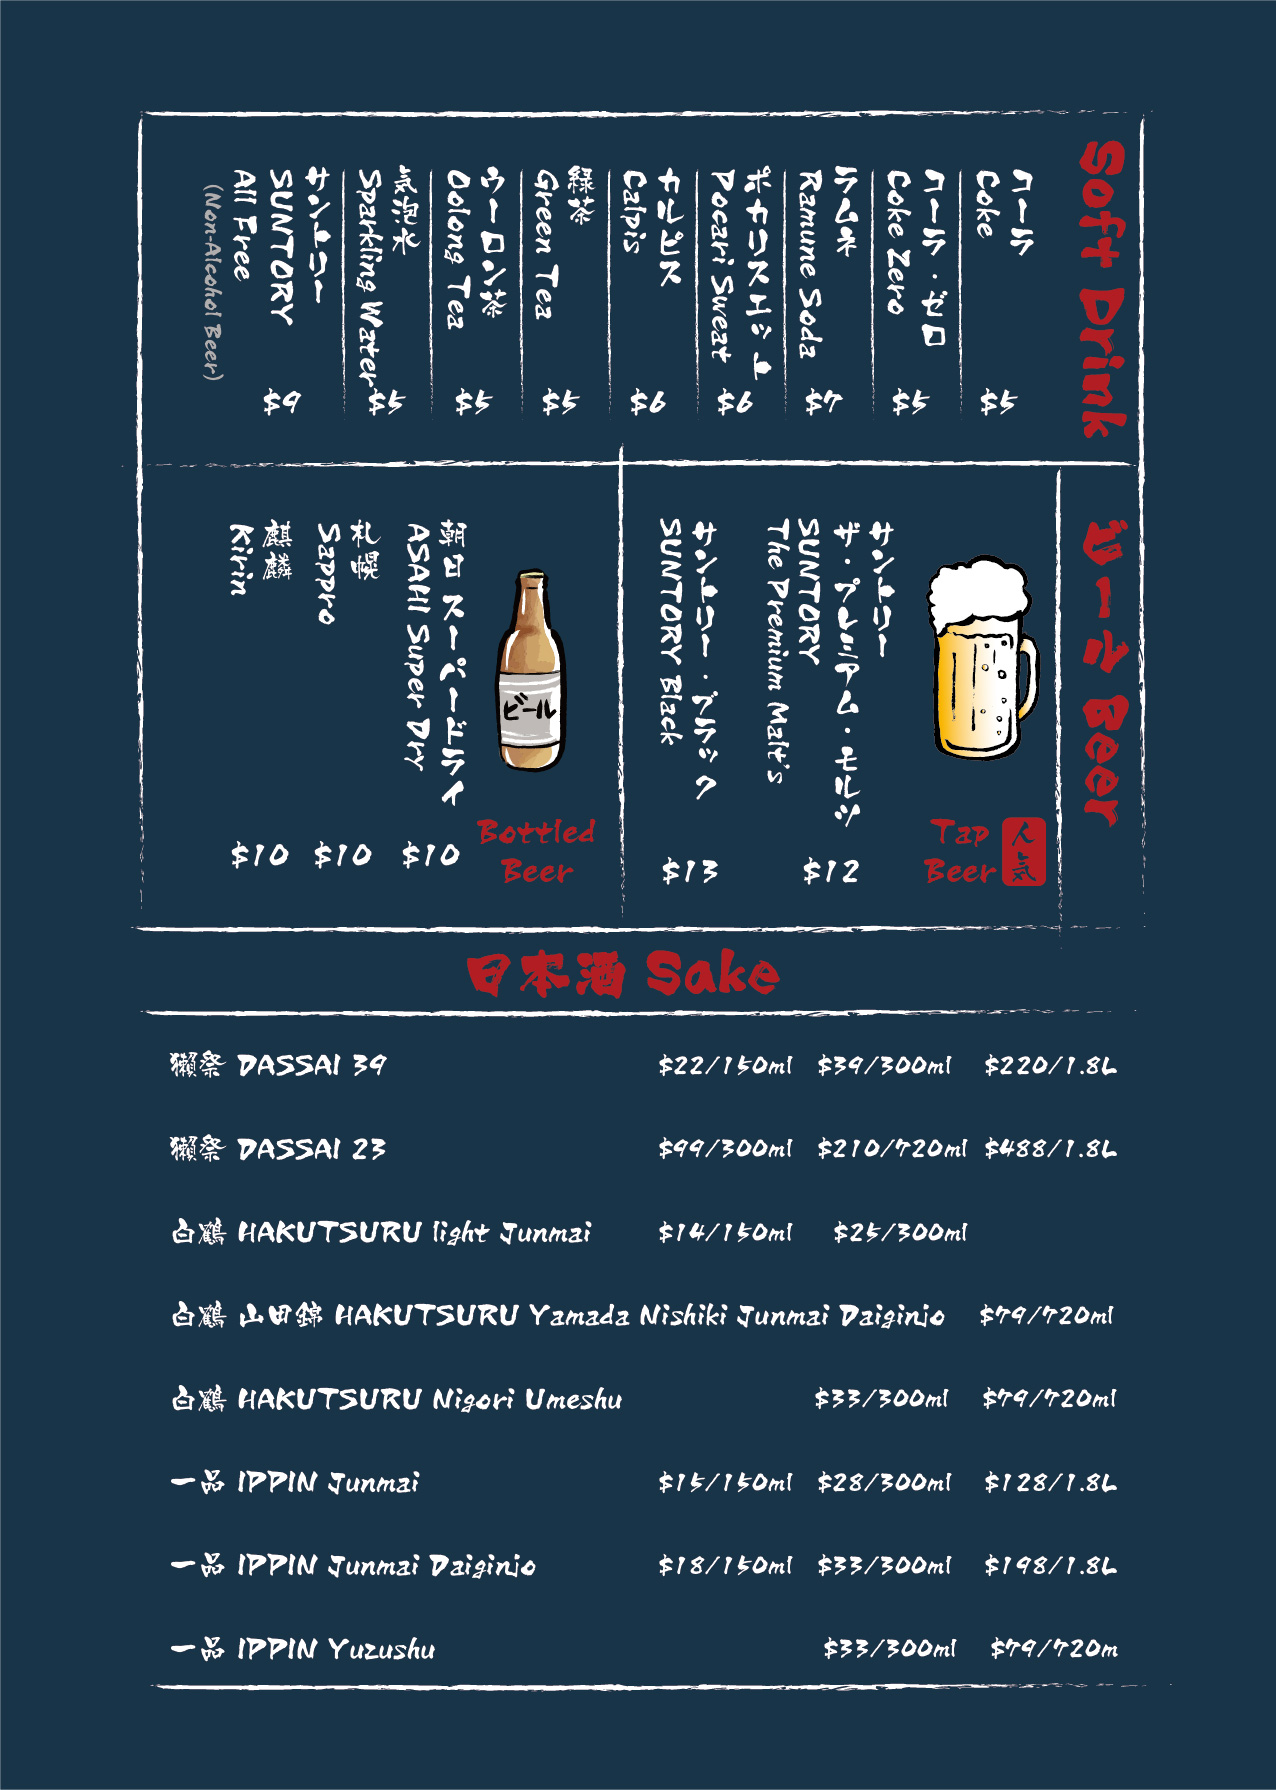 Soft Drink
コーラ
Coke
$5
コーラ・ゼロ
Coke Zero
$5
ラムネ
Ramune Soda
$7
ポカリスエット
Pocari Sweat
$6
カルピス
Calpis
$6
緑茶
Green Tea
$5
ウーロン茶
Oolong Tea
$5
気泡水
Sparkling Water
$5
サントリー
SUNTORY
All Free
(Non-Alcohol Beer)
$9
ビール Beer
Tap
Beer
人気
サントリー
ザ・プレミアム・モルツ
SUNTORY
The Premium Malt's
$12
サントリー・ブラック
SUNTORY Black
$13
ビール
Bottled
Beer
朝日 スーパードライ
ASAHI Super Dry
$10
札幌
Sappro
$10
麒麟
Kirin
$10
日本酒 Sake
獺祭 DASSAI 39 $22/150ml $39/300ml $220/1.8L
獺祭 DASSAI 23 $99/300ml $210/720ml $488/1.8L
白鶴 HAKUTSURU light Junmai $14/150ml $25/300ml
白鶴 山田錦 HAKUTSURU Yamada Nishiki Junmai Daiginjo $79/720ml
白鶴 HAKUTSURU Nigori Umeshu $33/300ml $79/720ml
一品 IPPIN Junmai $15/150ml $28/300ml $128/1.8L
一品 IPPIN Junmai Daiginjo $18/150ml $33/300ml $198/1.8L
一品 IPPIN Yuzushu $33/300ml $79/720m